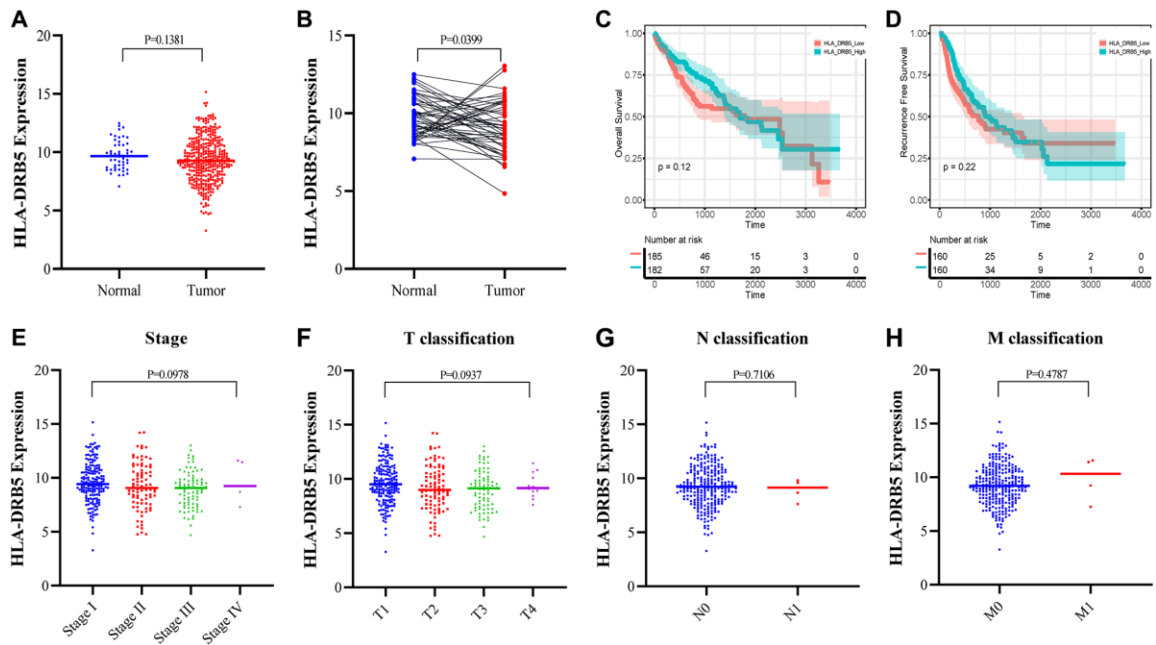 A
P=0.1381
HLA-DRB5 Expression
20
15
10
5
0
Normal
Tumor
B
P=0.0399
HLA-DRB5 Expression
15
10
5
0
Normal
Tumor
C
HLA_DRB5_Low
HLA_DRB5_High
Overall Survival
1.00
0.75
0.50
0.25
0.00
p = 0.12
0 1000 2000 3000 4000
Time
Number at risk
185 46 15 3 0
182 57 20 3 0
0 1000 2000 3000 4000
Time
D
HLA_DRB5_Low
HLA_DRB5_High
Recurrence Free Survival
1.00
0.75
0.50
0.25
0.00
p = 0.22
0 1000 2000 3000 4000
Time
Number at risk
160 25 5 2 0
160 34 9 1 0
0 1000 2000 3000 4000
Time
E
Stage
P=0.0978
HLA-DRB5 Expression
20
15
10
5
0
Stage I
Stage II
Stage III
Stage IV
F
T classification
P=0.0937
HLA-DRB5 Expression
20
15
10
5
0
T1
T2
T3
T4
G
N classification
P=0.7106
HLA-DRB5 Expression
20
15
10
5
0
N0
N1
H
M classification
P=0.4787
HLA-DRB5 Expression
20
15
10
5
0
M0
M1